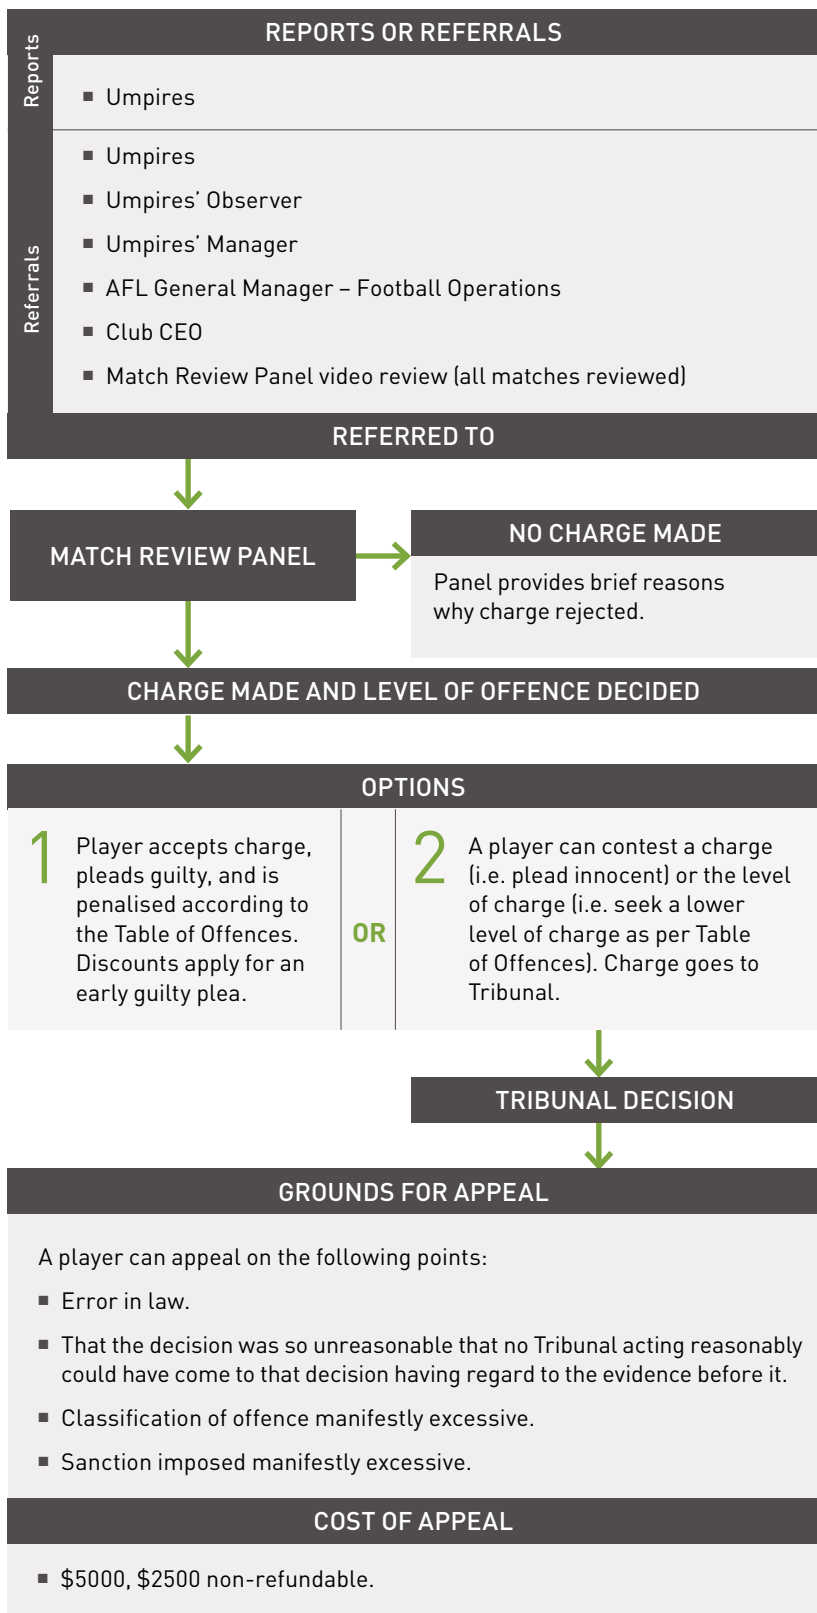 REPORTS OR REFERRALS
Reports
■ Umpires
Referrals
■ Umpires
■ Umpires’ Observer
■ Umpires’ Manager
■ AFL General Manager – Football Operations
■ Club CEO
■ Match Review Panel video review (all matches reviewed)
REFERRED TO
MATCH REVIEW PANEL
NO CHARGE MADE
Panel provides brief reasons
why charge rejected.
CHARGE MADE AND LEVEL OF OFFENCE DECIDED
OPTIONS
1
Player accepts charge,
pleads guilty, and is
penalised according to
the Table of Offences.
Discounts apply for an
early guilty plea.
OR
2
A player can contest a charge
(i.e. plead innocent) or the level
of charge (i.e. seek a lower
level of charge as per Table
of Offences). Charge goes to
Tribunal.
TRIBUNAL DECISION
GROUNDS FOR APPEAL
A player can appeal on the following points:
■ Error in law.
■ That the decision was so unreasonable that no Tribunal acting reasonably
could have come to that decision having regard to the evidence before it.
■ Classification of offence manifestly excessive.
■ Sanction imposed manifestly excessive.
COST OF APPEAL
■ $5000, $2500 non-refundable.